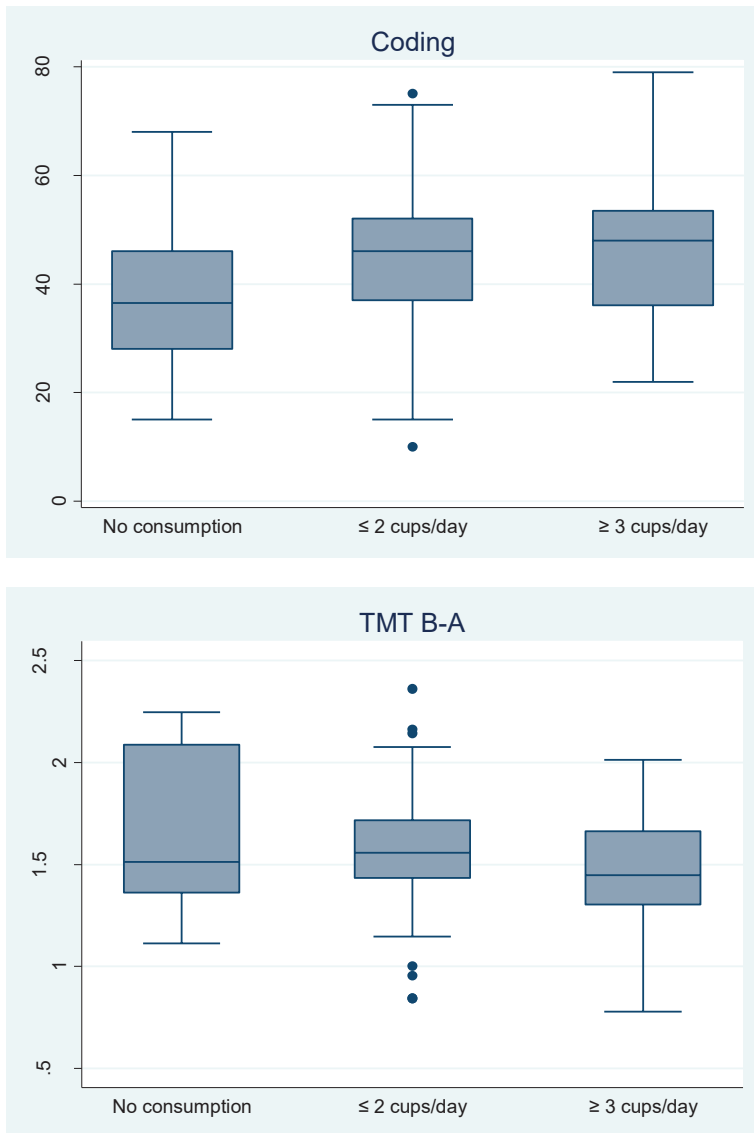 Coding
80
60
40
20
0
No consumption ≤ 2 cups/day ≥ 3 cups/day
TMT B-A
2.5
2
1.5
1
.5
No consumption ≤ 2 cups/day ≥ 3 cups/day